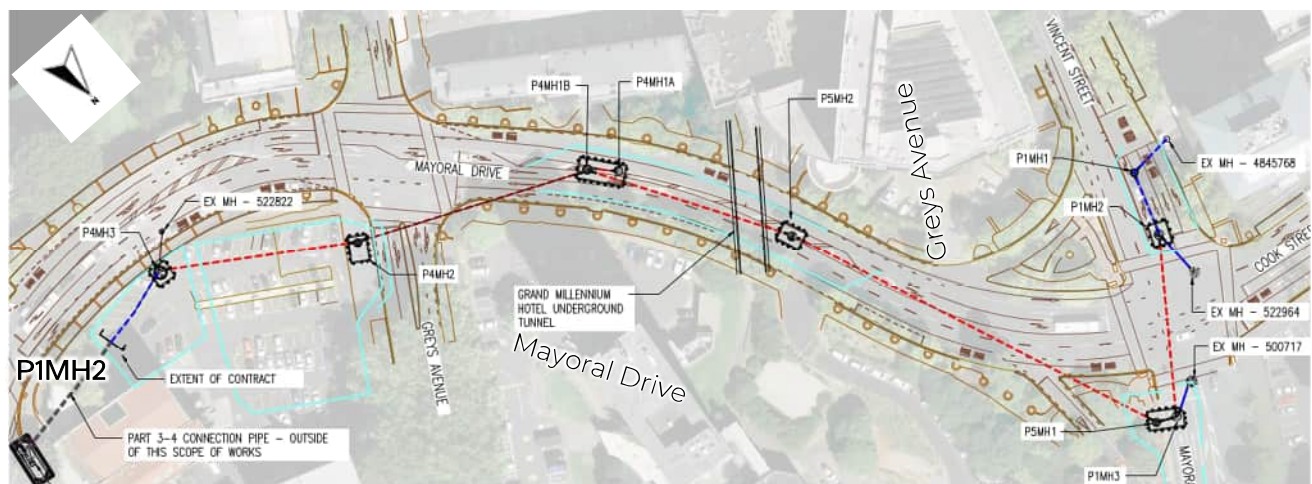 N
P4MH1B
P4MH1A
P5MH2
Greys Avenue
VINCENT STREET
P1MH1
EX MH - 4845768
MAYORAL DRIVE
EX MH - 522822
P4MH3
P1MH2
COOK STREET
P4MH2
GRAND MILLENNIUM
HOTEL UNDERGROUND
TUNNEL
EX MH - 522964
GREYS AVENUE
Mayoral Drive
P1MH2
EXTENT OF CONTRACT
EX MH - 500717
PART 3-4 CONNECTION PIPE - OUTSIDE
OF THIS SCOPE OF WORKS
P5MH1
P1MH3